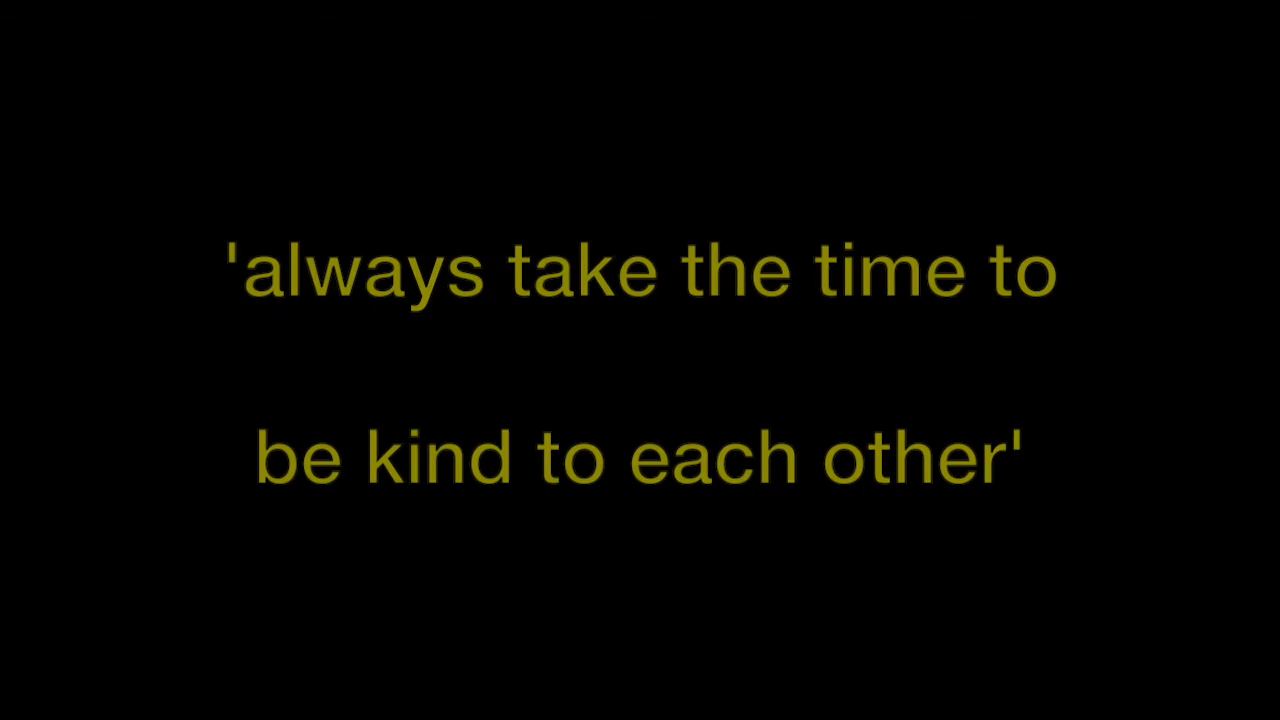 'always take the time to
be kind to each other'